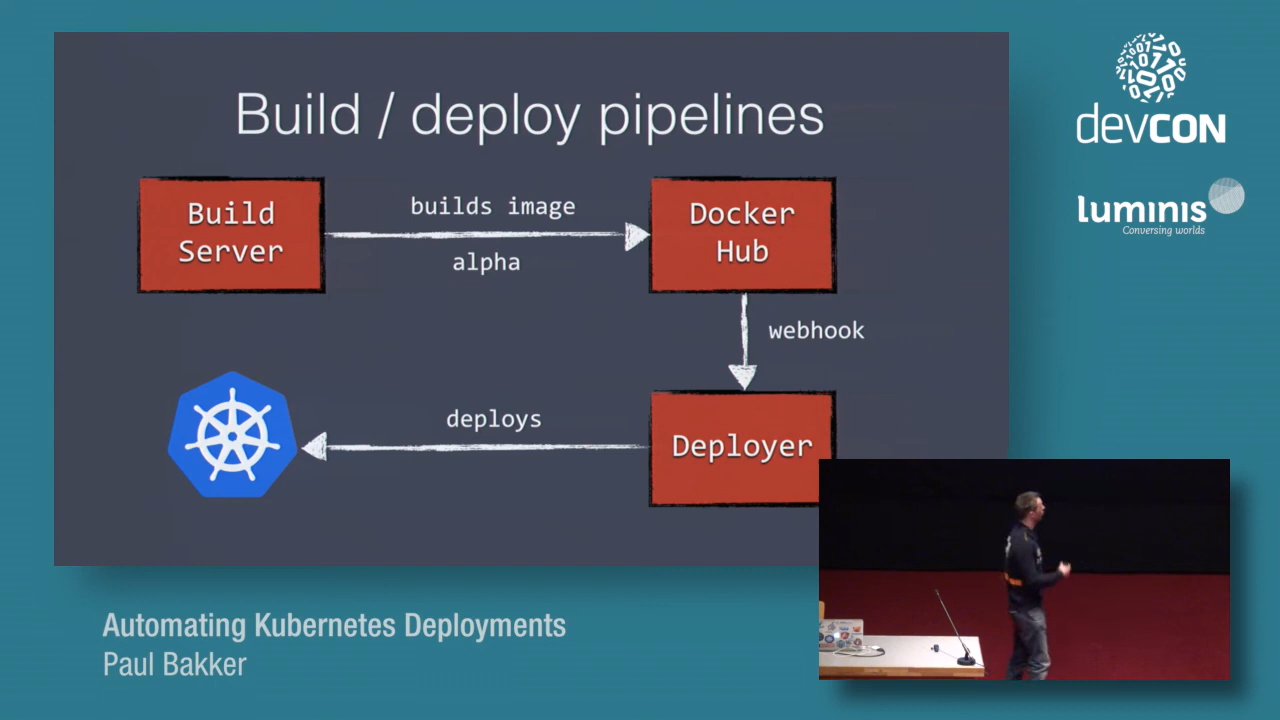 Build / deploy pipelines
Build
Server
builds image
alpha
Docker
Hub
webhook
deploys
Deployer
devCON
luminis
Conversing worlds
Automating Kubernetes Deployments
Paul Bakker